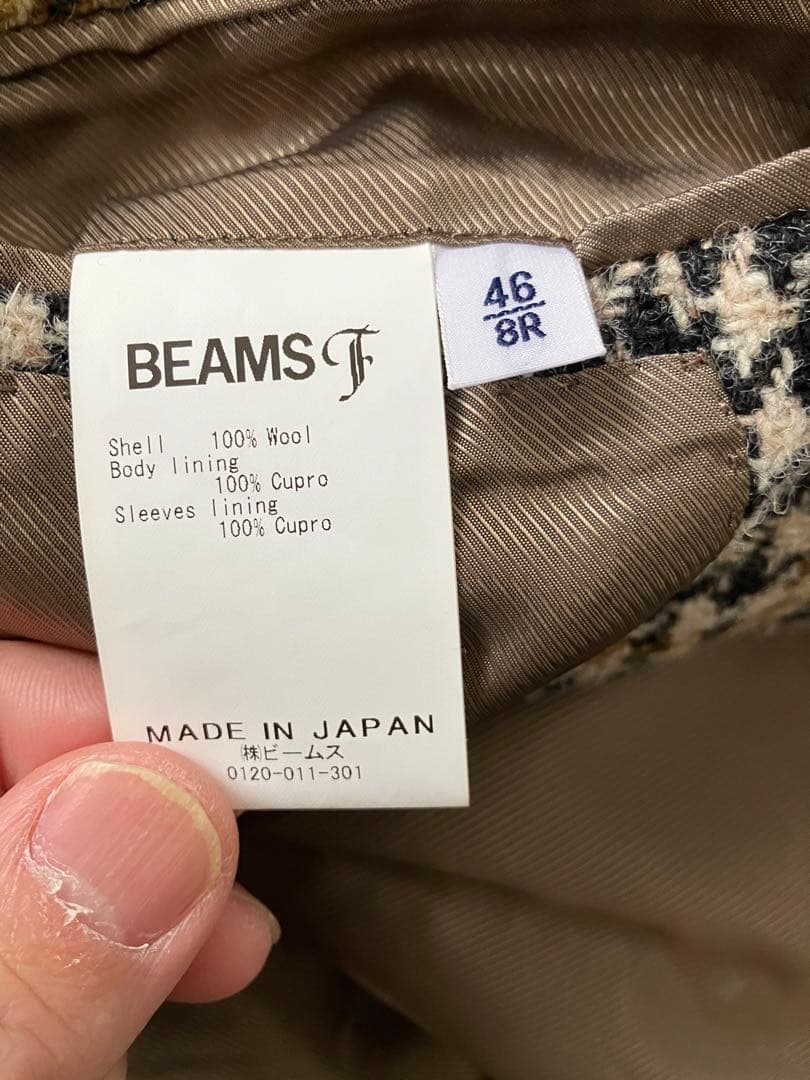 BEAMS F
Shell 100% Wool
Body lining
100% Cupro
Sleeves lining
100% Cupro
MADE IN JAPAN
㈱ビームス
0120-011-301
46
8R